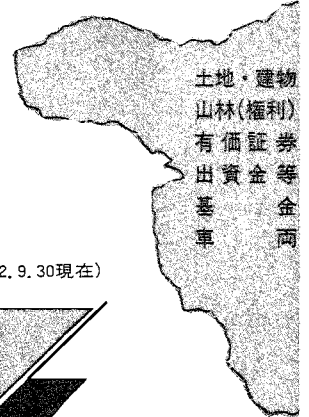 土地・建物
山林(権利)
有価証券
出資金等
基金
車両
2.9.30現在)